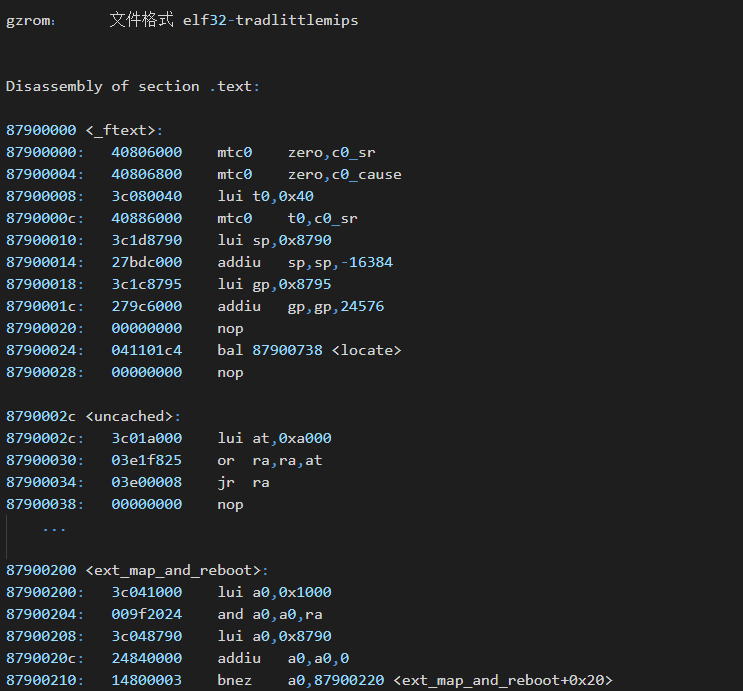 gzrom:      文件格式 elf32-tradlittlemips
Disassembly of section .text:
87900000 <_ftext>:
87900000:   40806000    mtc0    zero,c0_sr
87900004:   40806800    mtc0    zero,c0_cause
87900008:   3c080040    lui t0,0x40
8790000c:   40886000    mtc0    t0,c0_sr
87900010:   3c1d8790    lui sp,0x8790
87900014:   27bdc000    addiu   sp,sp,-16384
87900018:   3c1c8795    lui gp,0x8795
8790001c:   279c6000    addiu   gp,gp,24576
87900020:   00000000    nop
87900024:   041101c4    bal 87900738 <locate>
87900028:   00000000    nop
8790002c <uncached>:
8790002c:   3c01a000    lui at,0xa000
87900030:   03e1f825    or  ra,ra,at
87900034:   03e00008    jr  ra
87900038:   00000000    nop
...
87900200 <ext_map_and_reboot>:
87900200:   3c041000    lui a0,0x1000
87900204:   009f2024    and a0,a0,ra
87900208:   3c048790    lui a0,0x8790
8790020c:   24840000    addiu   a0,a0,0
87900210:   14800003    bnez    a0,87900220 <ext_map_and_reboot+0x20>